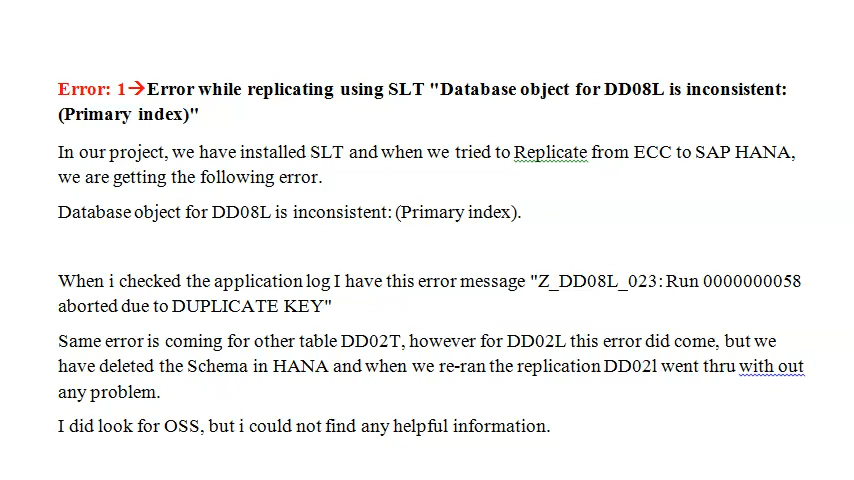 Error: 1→Error while replicating using SLT "Database object for DD08L is inconsistent:
(Primary index)"
In our project, we have installed SLT and when we tried to Replicate from ECC to SAP HANA,
we are getting the following error.
Database object for DD08L is inconsistent: (Primary index).
When i checked the application log I have this error message "Z_DD08L_023: Run 0000000058
aborted due to DUPLICATE KEY"
Same error is coming for other table DD02T, however for DD02L this error did come, but we
have deleted the Schema in HANA and when we re-ran the replication DD02l went thru with out
any problem.
I did look for OSS, but i could not find any helpful information.